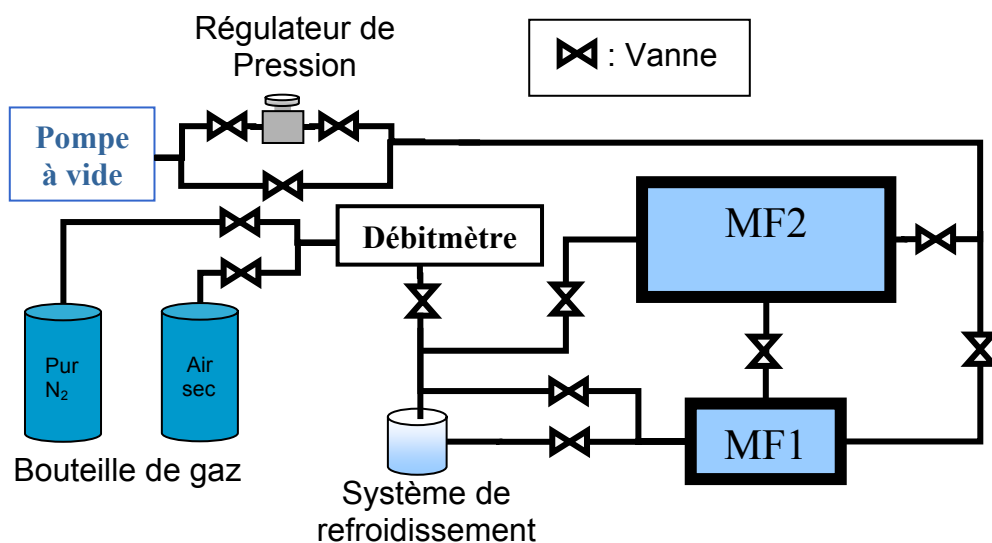 Régulateur de
Pression
: Vanne
Pompe
à vide
Débitmètre
MF2
Pur
N₂
Air
sec
MF1
Bouteille de gaz
Système de
refroidissement